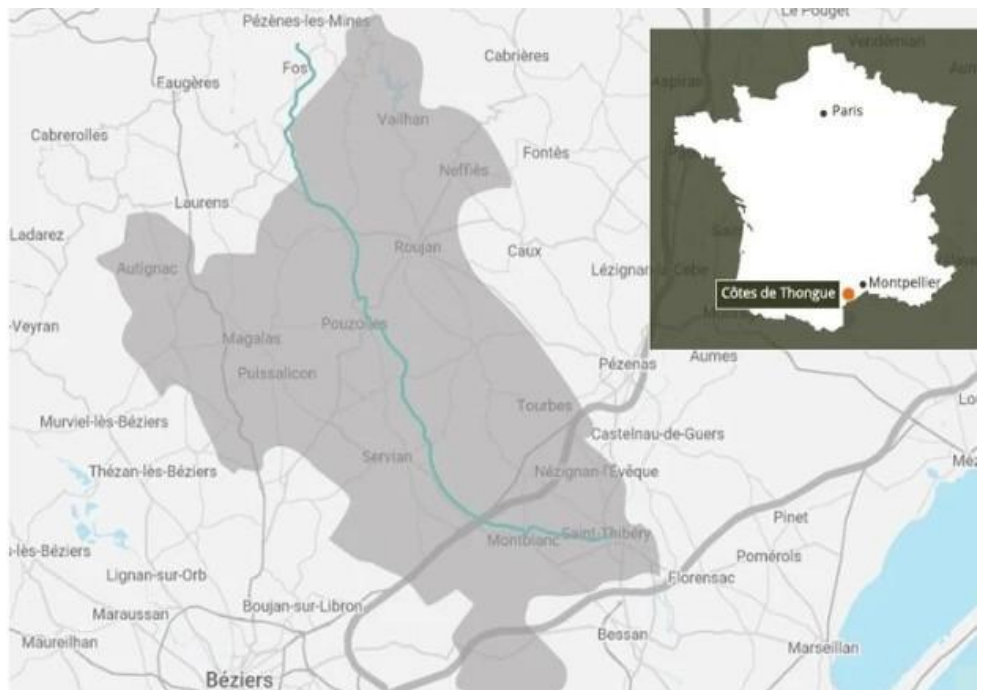 Pézènes-les-Mines
Le Pouget
Vendémian
Fos
Cabrières
Faugères
Aspiras
Vailhan
Paris
Cabrerolles
Fontès
Neffiès
Laurens
Ladarez
Roujan
Caux
Autignac
Lézignan-la-Cèbe
Montpellier
Côtes de Thongue
-Veyran
Pouzolles
Magalas
Aumes
Puissalicon
Pézenas
Tourbes
Lo
Murviel-lès-Béziers
Castelnau-de-Guers
Servian
Mèz
Thézan-lès-Béziers
Nézignan-l'Évêque
Pinet
Montblanc
Saint-Thibéry
s-lès-Béziers
Pomérols
Lignan-sur-Orb
Florensac
Boujan-sur-Libron
Maraussan
Bessan
Maureilhan
Marseillan
Béziers